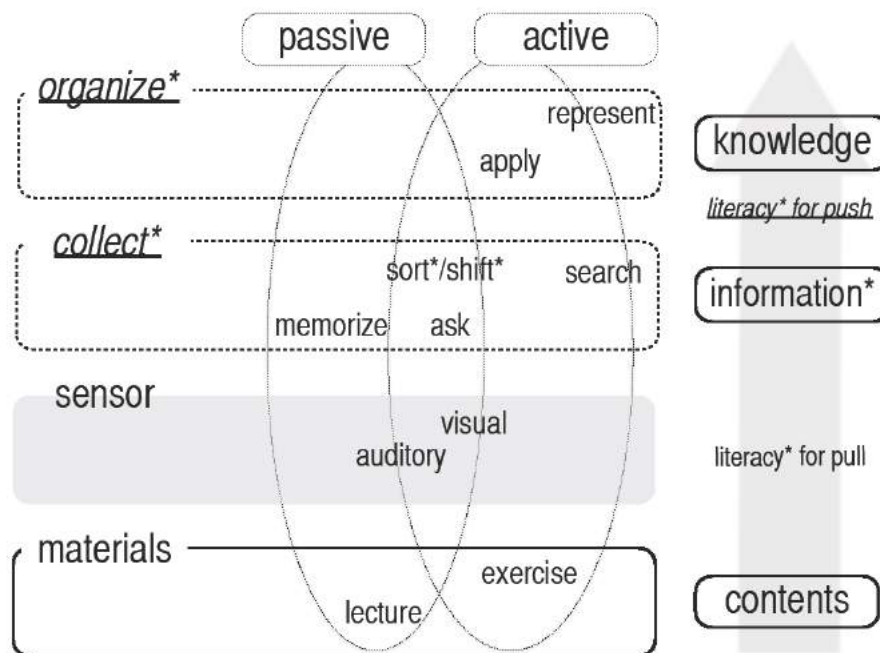 passive
active
organize*
represent
apply
knowledge
literacy* for push
collect*
sort*/shift*
search
information*
memorize
ask
sensor
visual
auditory
literacy* for pull
materials
exercise
lecture
contents